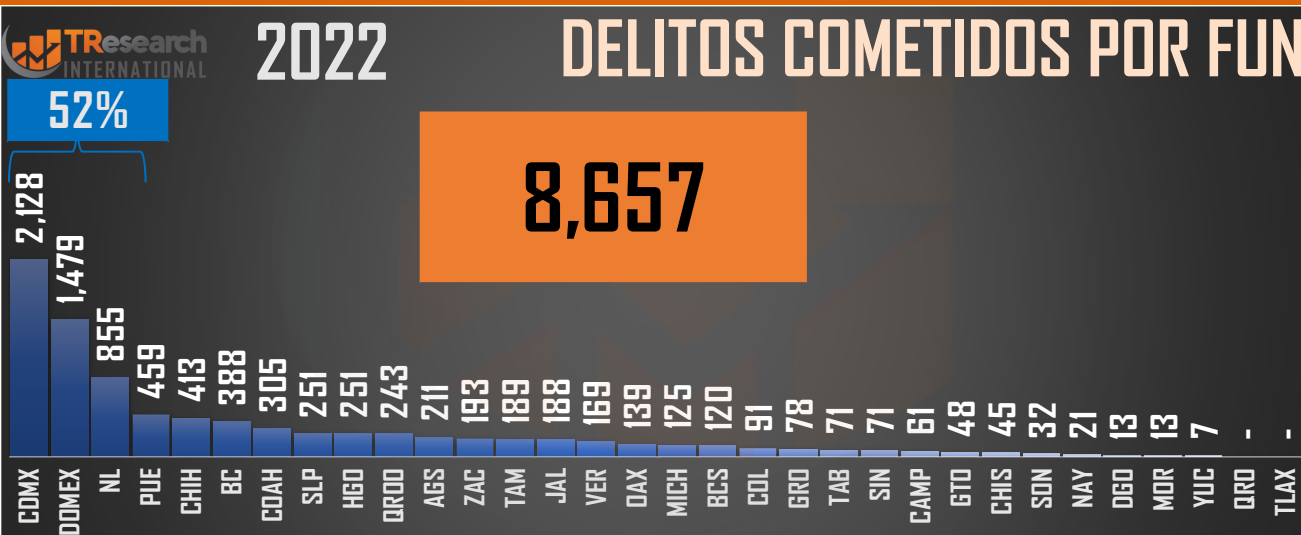 TResearch
INTERNATIONAL
2022
DELITOS COMETIDOS POR FUN
52%
8,657
2,128
1,479
855
459
413
388
305
251
251
243
211
193
189
188
169
139
125
120
91
78
71
71
61
48
45
32
21
13
13
7
-
-
CDMX
DOMEX
NL
PUE
CHIH
BC
COAH
SLP
HGO
QROO
AGS
ZAC
TAM
JAL
VER
OAX
MICH
BCS
COL
GRO
TAB
SIN
CAMP
GTO
CHIS
SON
NAY
DGO
MOR
YUC
QRO
TLAX